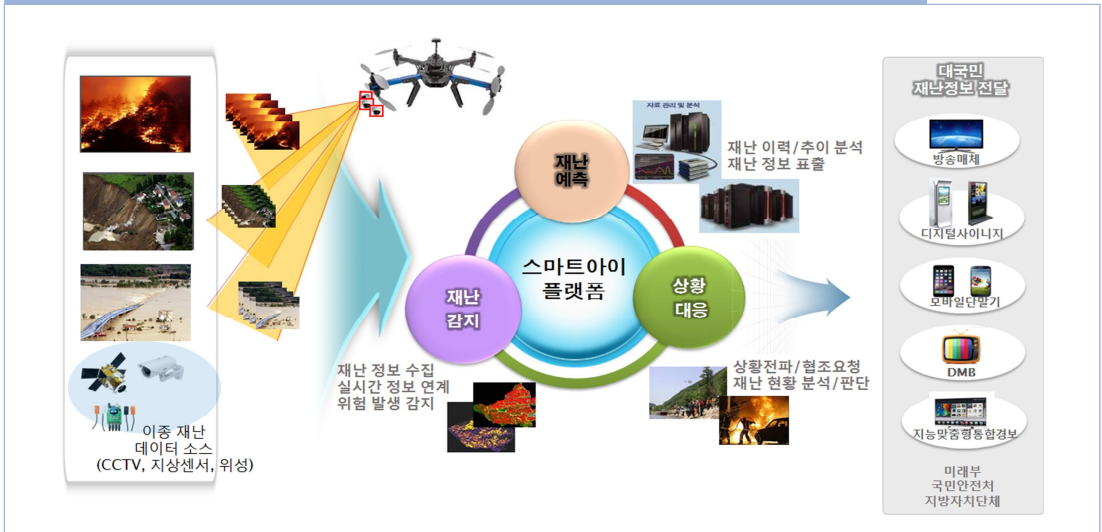 이종 재난
데이터 소스
(CCTV, 지상센서, 위성)
자료 관리 및 분석
재난
예측
재난 이력/추이 분석
재난 정보 표출
스마트아이
플랫폼
재난
감지
상황
대응
재난 정보 수집
실시간 정보 연계
위험 발생 감지
상황전파/협조요청
재난 현황 분석/판단
대국민
재난정보 전달
방송매체
디지털사이니지
모바일단말기
DMB
지능맞춤형통합경보
미래부
국민안전처
지방자치단체